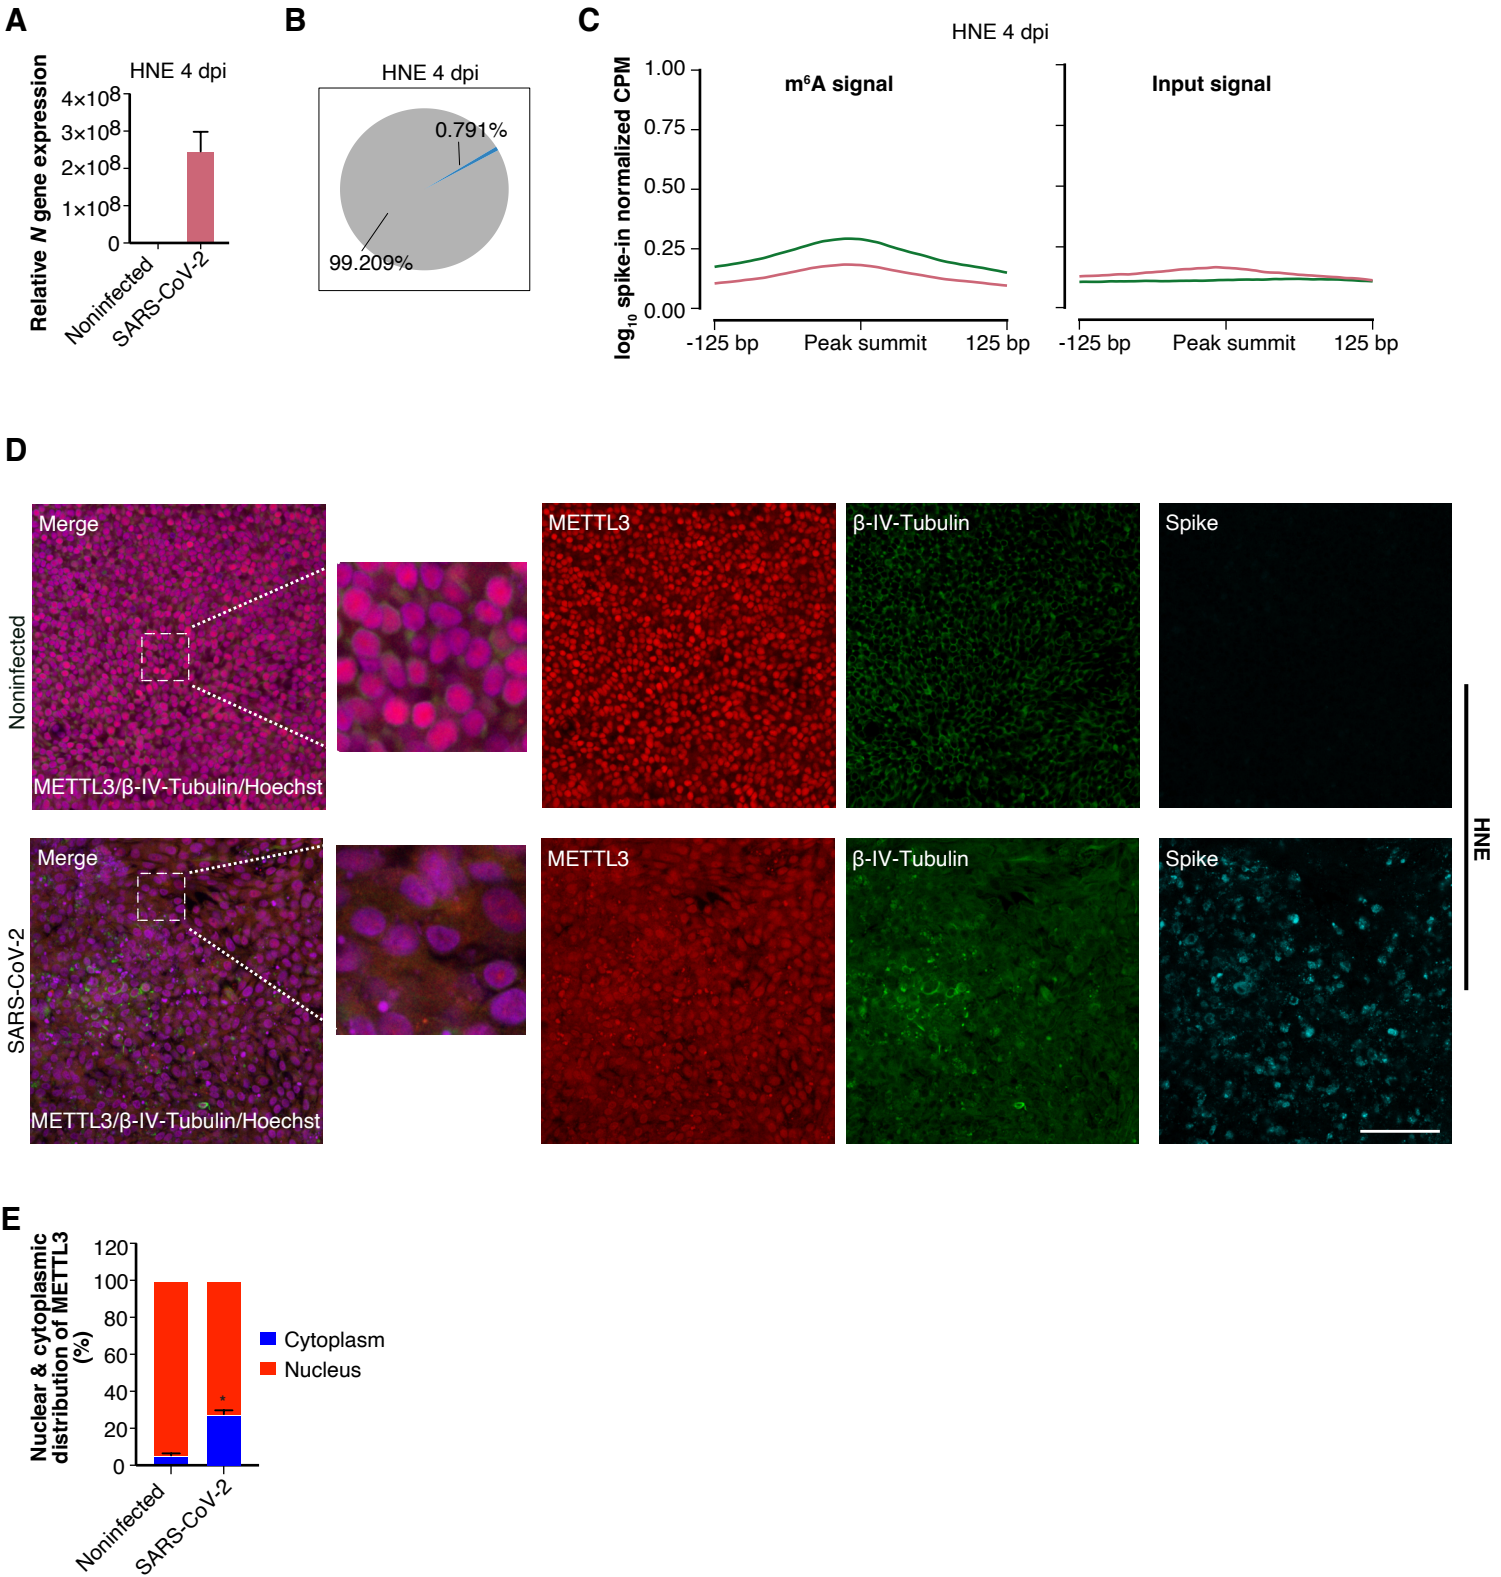 A
HNE 4 dpi
Relative N gene expression
4×10⁸
3×10⁸
2×10⁸
1×10⁸
0
Noninfected
SARS-CoV-2
B
HNE 4 dpi
0.791%
99.209%
C
HNE 4 dpi
log₁₀ spike-in normalized CPM
1.00
0.75
0.50
0.25
0.00
m⁶A signal
-125 bp
Peak summit
125 bp
Input signal
-125 bp
Peak summit
125 bp
D
Noninfected
Merge
METTL3/β-IV-Tubulin/Hoechst
METTL3
β-IV-Tubulin
Spike
SARS-CoV-2
Merge
METTL3/β-IV-Tubulin/Hoechst
METTL3
β-IV-Tubulin
Spike
HNE
E
Nuclear & cytoplasmic
distribution of METTL3
(%)
120
100
80
60
40
20
0
*
Noninfected
SARS-CoV-2
Cytoplasm
Nucleus